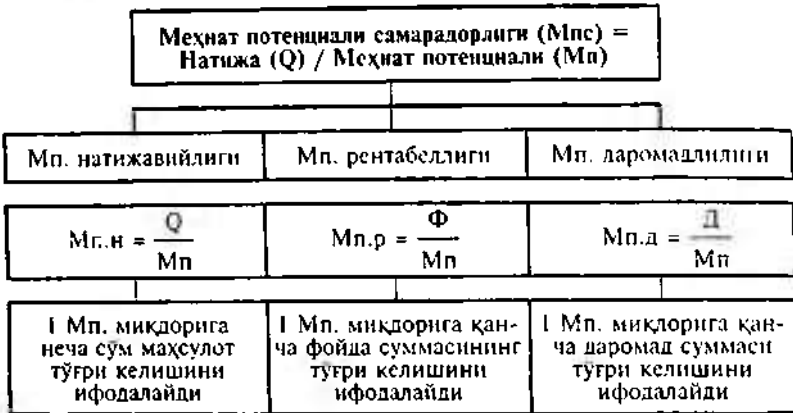 Меҳнат потенциали самарадорлиги (Мпс) =
Натижа (Q) / Меҳнат потенциали (Мп)
Мп. натижавийлиги
Мп. рентабеллиги
Мп. даромадлилиги
Мп.н = Q / Мп
Мп.р = Ф / Мп
Мп.д = Д / Мп
1 Мп. миқдорига
неча сўм маҳсулот
тўғри келишини
ифодалайди
1 Мп. миқдорига қан-
ча фойда суммасининг
тўғри келишини
ифодалайди
1 Мп. миқдорига қан-
ча даромад суммаси
тўғри келишини
ифодалайди